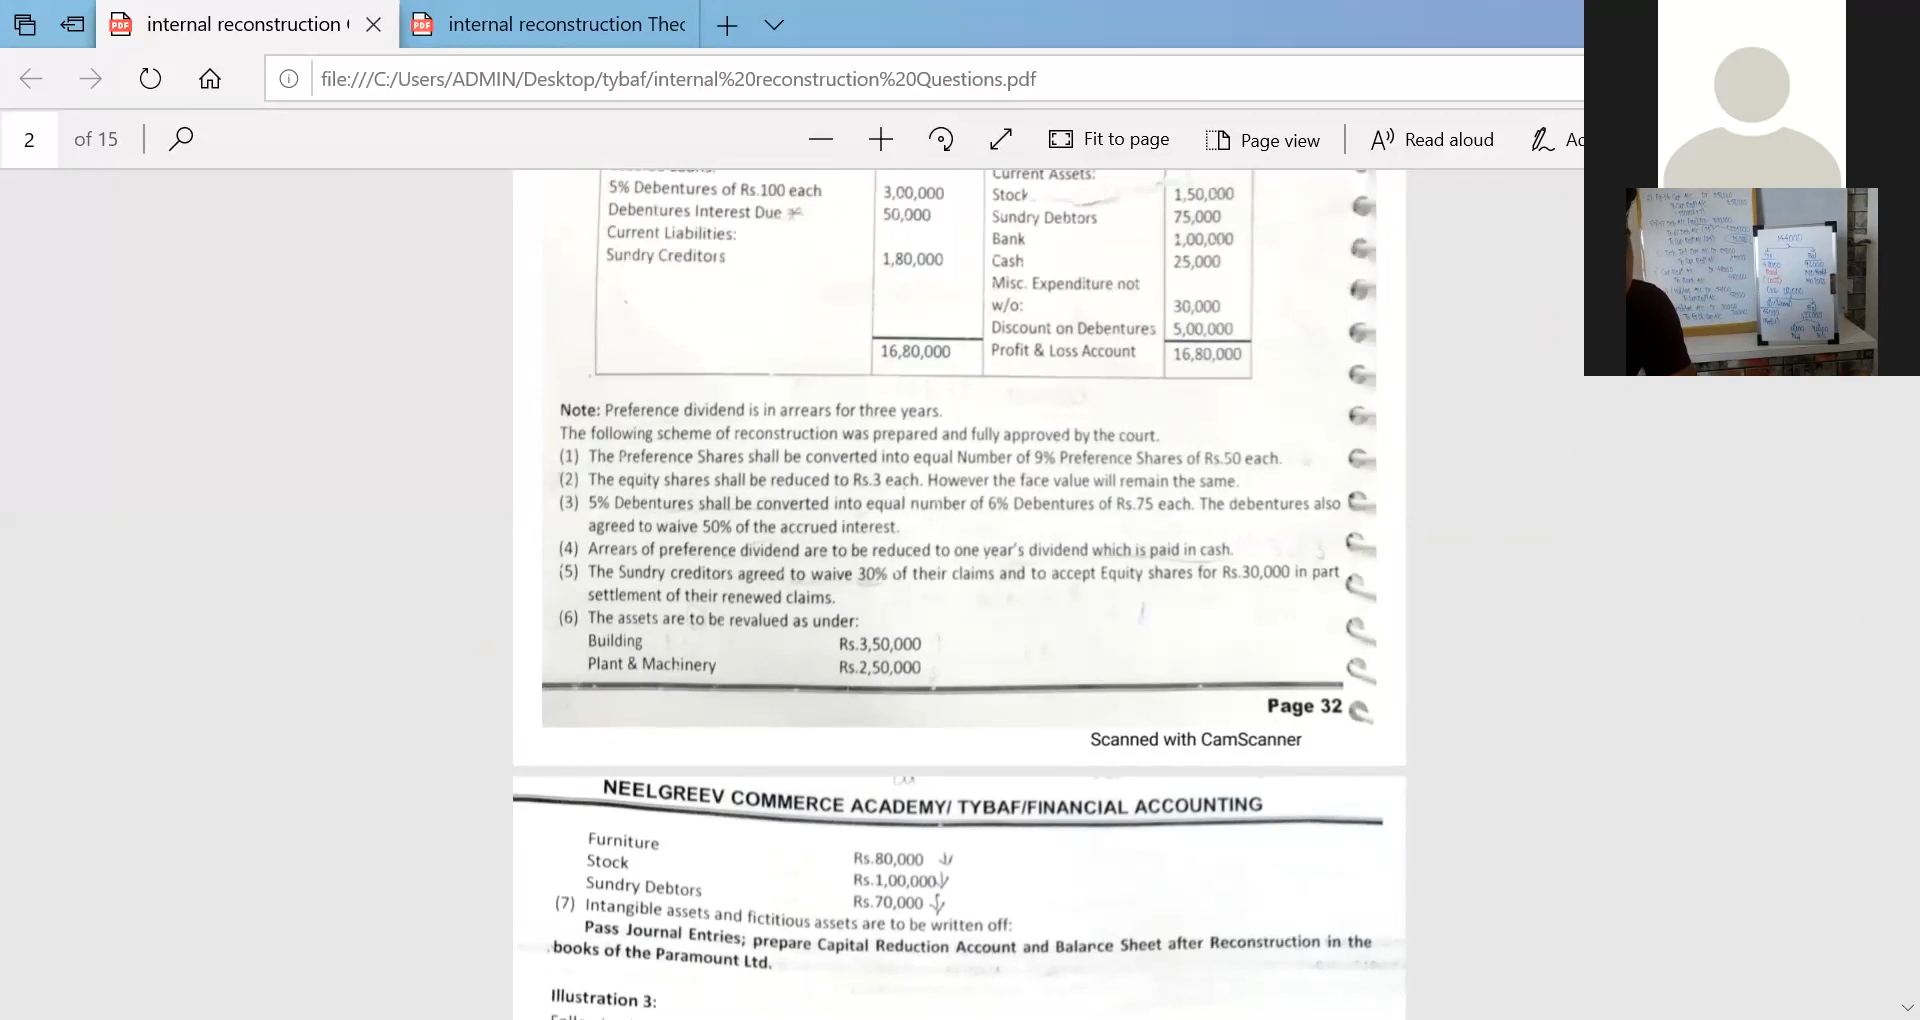 internal reconstruction
internal reconstruction Theo
file:///C:/Users/ADMIN/Desktop/tybaf/internal%20reconstruction%20Questions.pdf
2 of 15
Fit to page
Page view
Read aloud
5% Debentures of Rs.100 each 3,00,000
Debentures Interest Due 50,000
Current Liabilities:
Sundry Creditors 1,80,000
16,80,000
Current Assets:
Stock 1,50,000
Sundry Debtors 75,000
Bank 1,00,000
Cash 25,000
Misc. Expenditure not
w/o: 30,000
Discount on Debentures 5,00,000
Profit & Loss Account 16,80,000
Note: Preference dividend is in arrears for three years.
The following scheme of reconstruction was prepared and fully approved by the court.
(1) The Preference Shares shall be converted into equal Number of 9% Preference Shares of Rs.50 each.
(2) The equity shares shall be reduced to Rs.3 each. However the face value will remain the same.
(3) 5% Debentures shall be converted into equal number of 6% Debentures of Rs.75 each. The debentures also
agreed to waive 50% of the accrued interest.
(4) Arrears of preference dividend are to be reduced to one year's dividend which is paid in cash.
(5) The Sundry creditors agreed to waive 30% of their claims and to accept Equity shares for Rs.30,000 in part
settlement of their renewed claims.
(6) The assets are to be revalued as under:
Building Rs.3,50,000
Plant & Machinery Rs.2,50,000
Page 32
Scanned with CamScanner
NEELGREEV COMMERCE ACADEMY/ TYBAF/FINANCIAL ACCOUNTING
Furniture Rs.80,000
Stock Rs.1,00,000
Sundry Debtors Rs.70,000
(7) Intangible assets and fictitious assets are to be written off:
Pass Journal Entries; prepare Capital Reduction Account and Balance Sheet after Reconstruction in the
books of the Paramount Ltd.
Illustration 3: